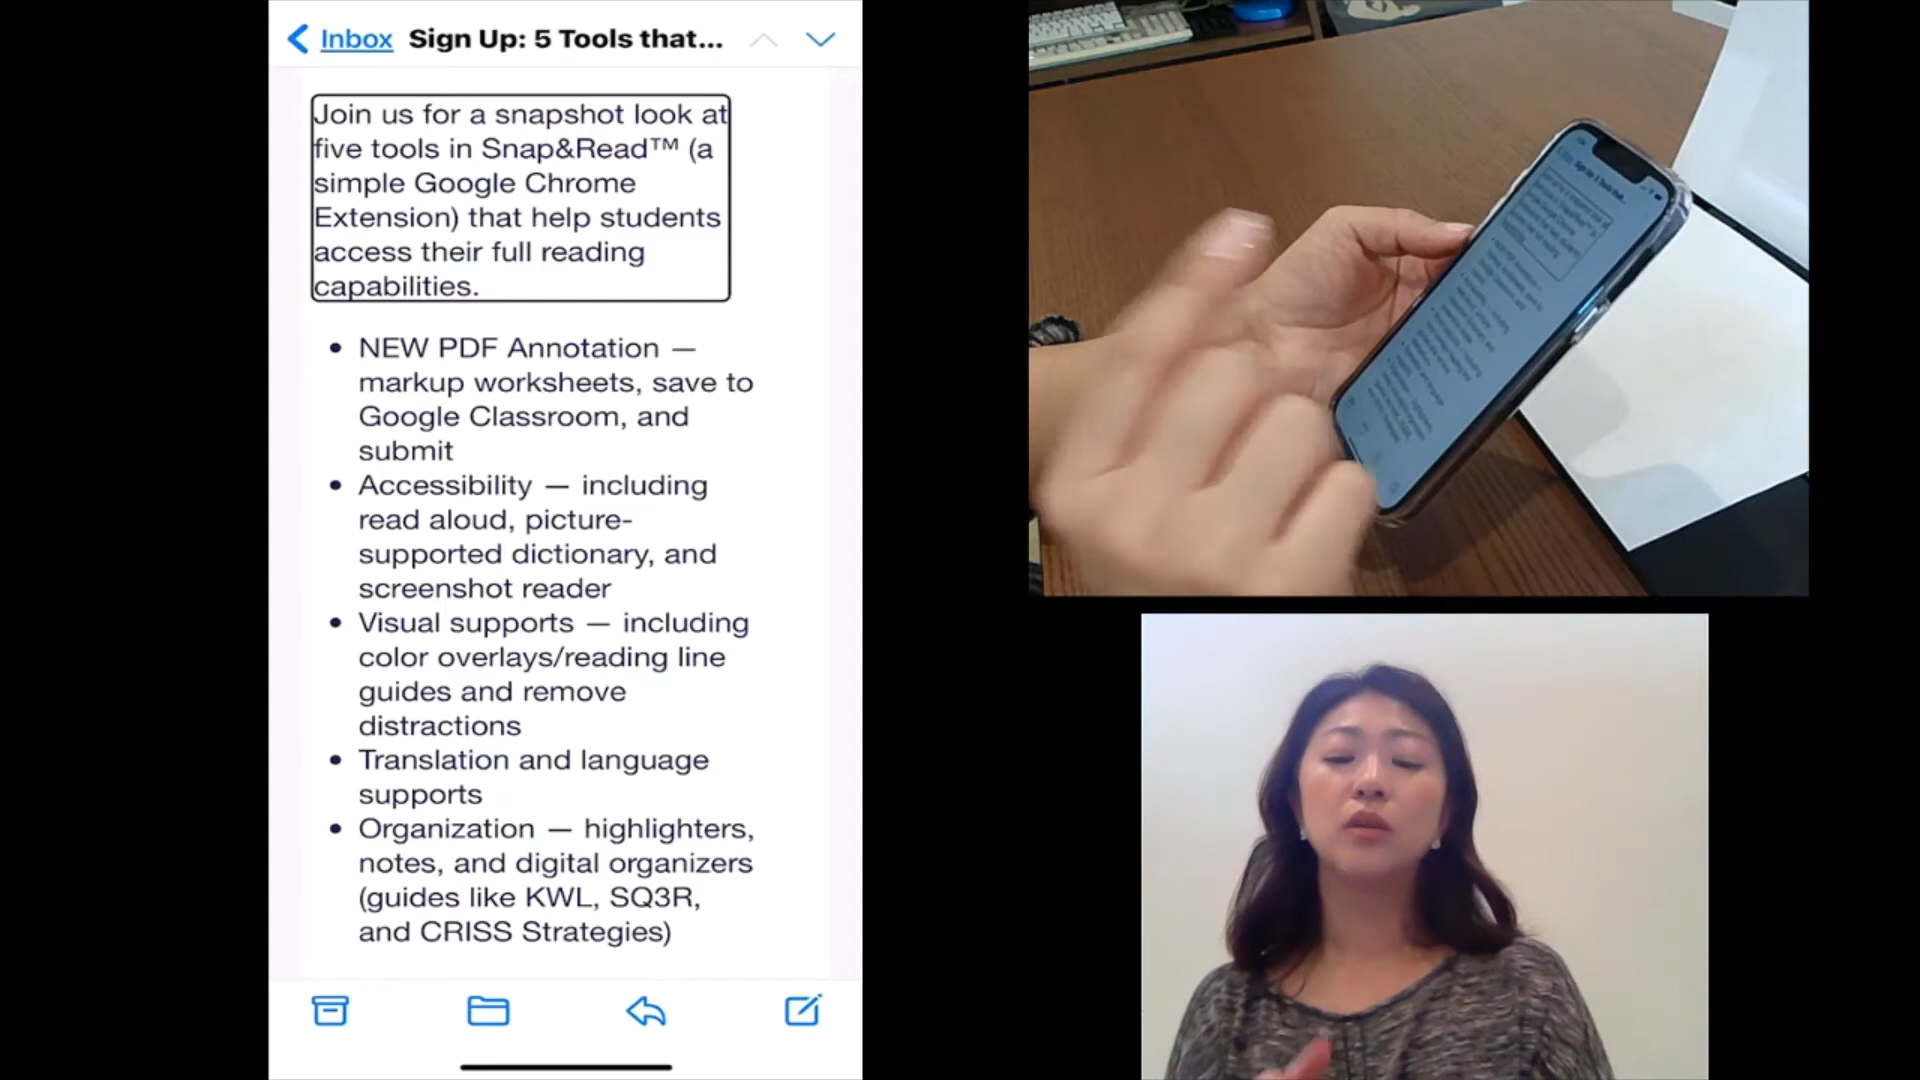 Inbox Sign Up: 5 Tools that...
Join us for a snapshot look at
five tools in Snap&Read™ (a
simple Google Chrome
Extension) that help students
access their full reading
capabilities.
• NEW PDF Annotation —
markup worksheets, save to
Google Classroom, and
submit
• Accessibility — including
read aloud, picture-
supported dictionary, and
screenshot reader
• Visual supports — including
color overlays/reading line
guides and remove
distractions
• Translation and language
supports
• Organization — highlighters,
notes, and digital organizers
(guides like KWL, SQ3R,
and CRISS Strategies)